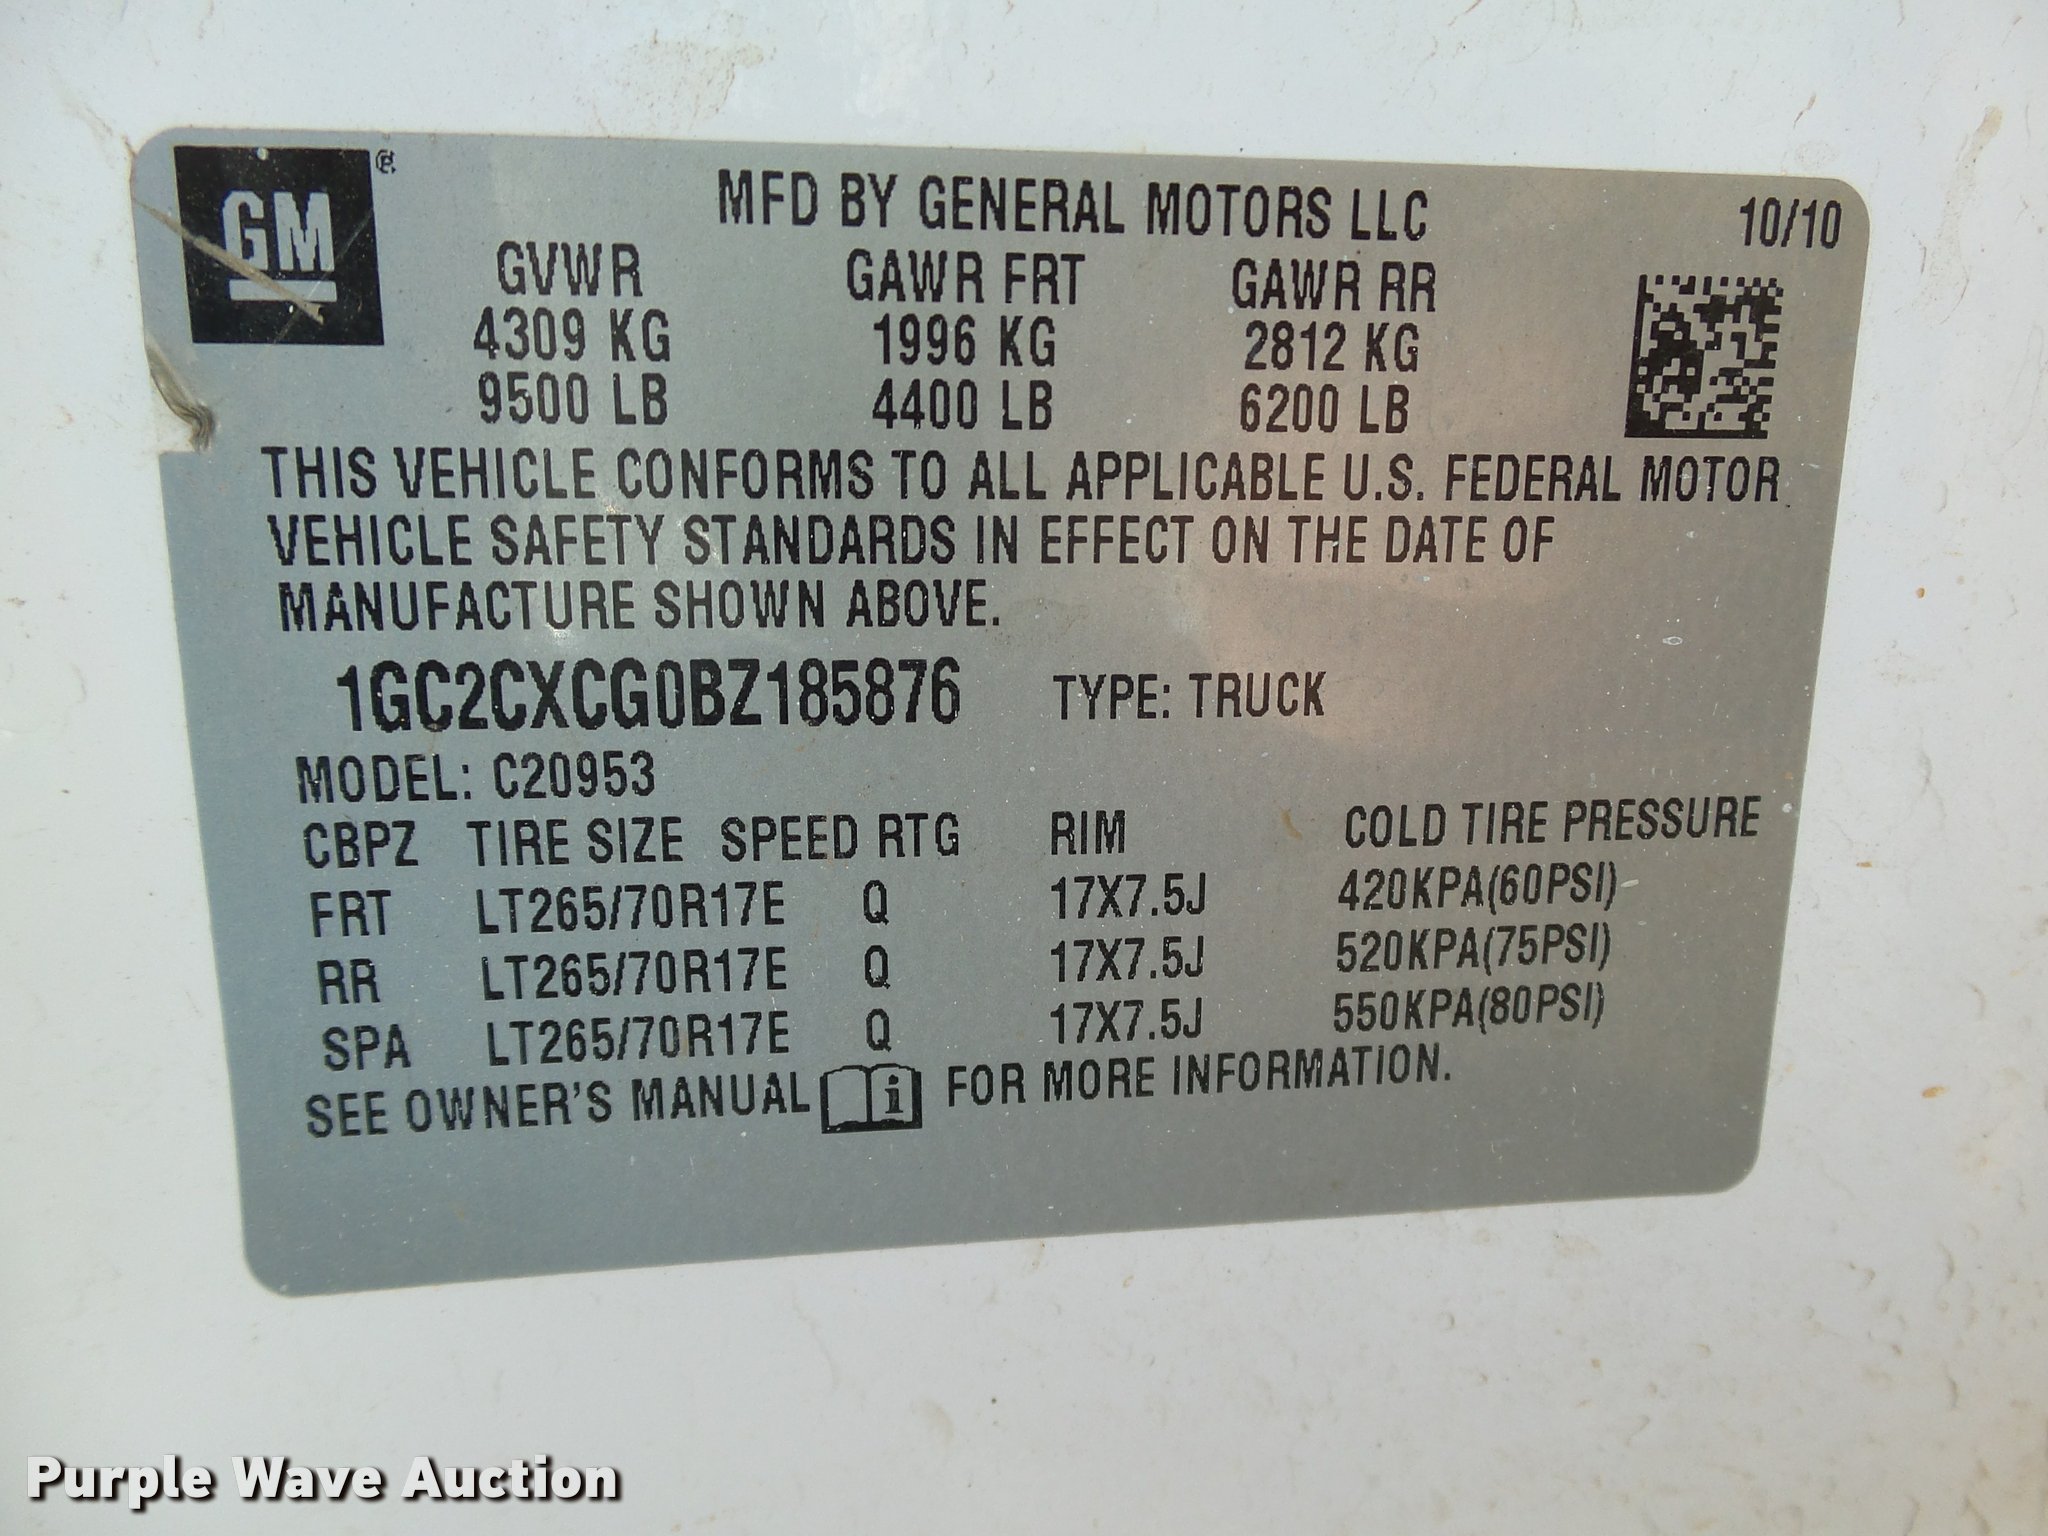 GM ®
MFD BY GENERAL MOTORS LLC 10/10
GVWR GAWR FRT GAWR RR
4309 KG 1996 KG 2812 KG
9500 LB 4400 LB 6200 LB
THIS VEHICLE CONFORMS TO ALL APPLICABLE U.S. FEDERAL MOTOR
VEHICLE SAFETY STANDARDS IN EFFECT ON THE DATE OF
MANUFACTURE SHOWN ABOVE.
1GC2CXCG0BZ185876 TYPE: TRUCK
MODEL: C20953
CBPZ TIRE SIZE SPEED RTG RIM COLD TIRE PRESSURE
FRT LT265/70R17E Q 17X7.5J 420KPA(60PSI)
RR LT265/70R17E Q 17X7.5J 520KPA(75PSI)
SPA LT265/70R17E Q 17X7.5J 550KPA(80PSI)
SEE OWNER'S MANUAL i FOR MORE INFORMATION.
Purple Wave Auction